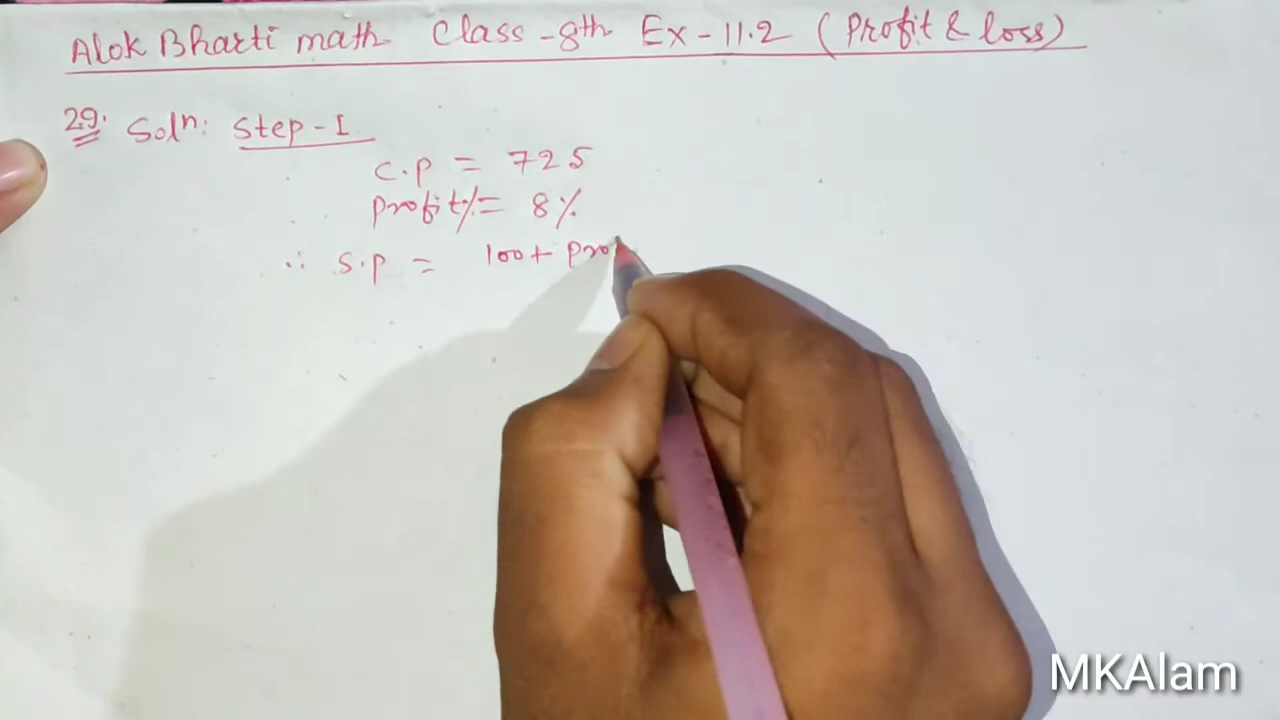 Alok Bharti math Class -8th Ex-11.2 (Profit & loss)
29. Solⁿ: Step-I
C.P = 725
Profit% = 8%
∴ S.P = 100+ Pro
MKAlam